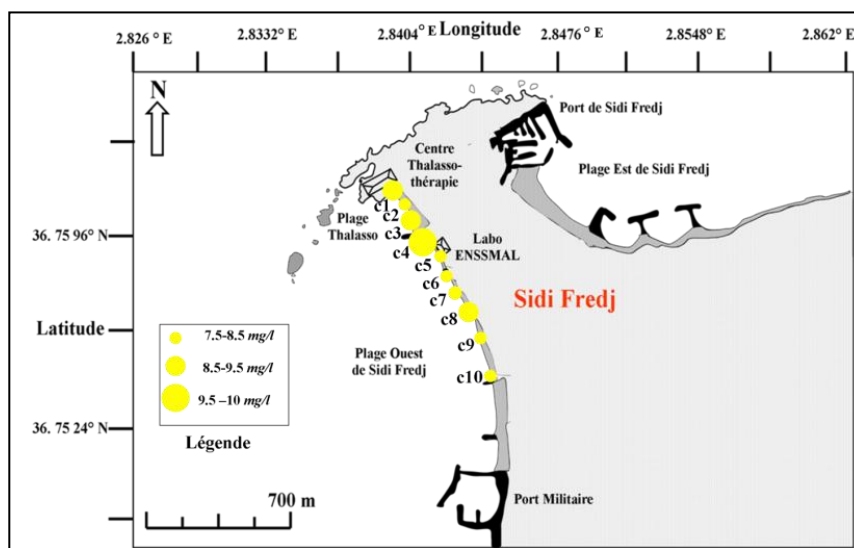 Longitude
2.826 ° E
2.8332° E
2.8404° E
2.8476° E
2.8548° E
2.862° E
N
Port de Sidi Fredj
Centre
Thalasso-
thérapie
Plage Est de Sidi Fredj
c1
c2
Plage
Thalasso
c3
36. 75 96° N
c4
Labo
ENSSMAL
c5
c6
c7
Sidi Fredj
c8
Latitude
7.5-8.5 mg/l
c9
Plage Ouest
de Sidi Fredj
8.5-9.5 mg/l
c10
9.5 –10 mg/l
36. 75 24° N
Légende
700 m
Port Militaire